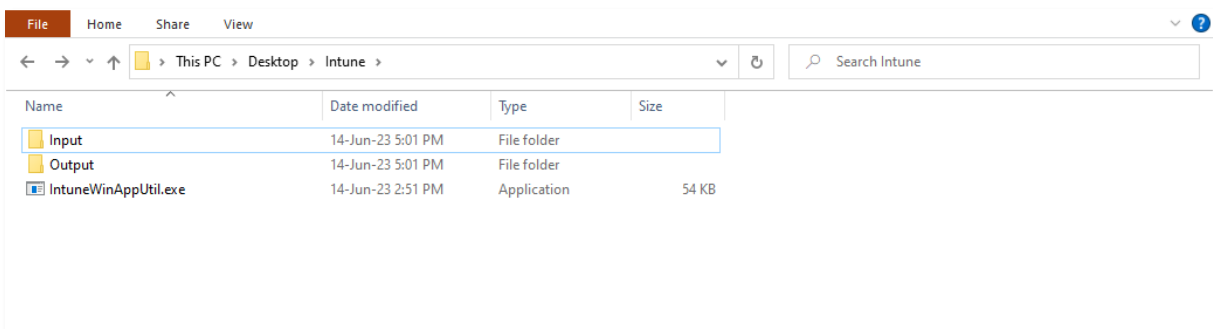 File Home Share View
This PC > Desktop > Intune >
Search Intune
Name Date modified Type Size
Input 14-Jun-23 5:01 PM File folder
Output 14-Jun-23 5:01 PM File folder
IntuneWinAppUtil.exe 14-Jun-23 2:51 PM Application 54 KB